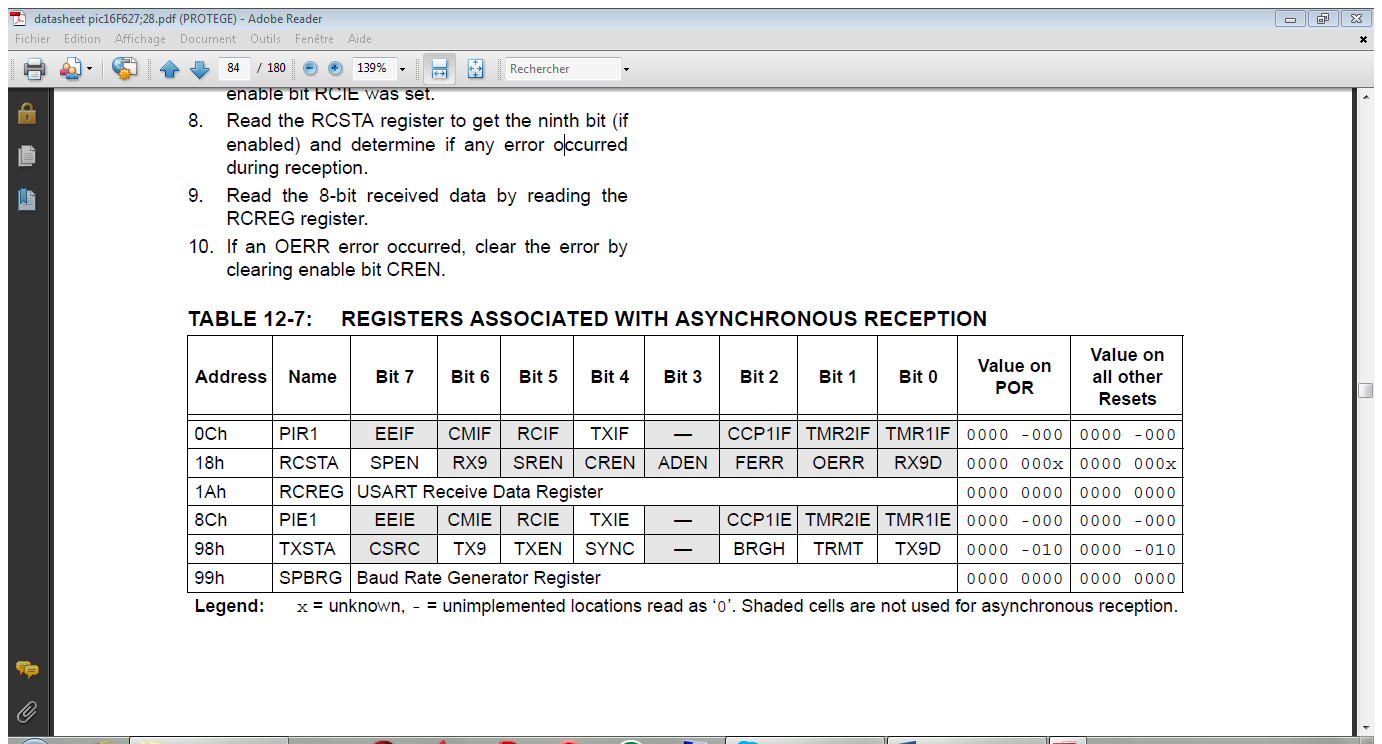 datasheet pic16F627;28.pdf (PROTEGE) - Adobe Reader
Fichier Edition Affichage Document Outils Fenêtre Aide
84 / 180 139% Rechercher
enable bit RCIE was set.
8. Read the RCSTA register to get the ninth bit (if
enabled) and determine if any error occurred
during reception.
9. Read the 8-bit received data by reading the
RCREG register.
10. If an OERR error occurred, clear the error by
clearing enable bit CREN.
TABLE 12-7: REGISTERS ASSOCIATED WITH ASYNCHRONOUS RECEPTION
Address Name Bit 7 Bit 6 Bit 5 Bit 4 Bit 3 Bit 2 Bit 1 Bit 0 Value on POR Value on all other Resets
0Ch PIR1 EEIF CMIF RCIF TXIF — CCP1IF TMR2IF TMR1IF 0000 -000 0000 -000
18h RCSTA SPEN RX9 SREN CREN ADEN FERR OERR RX9D 0000 000x 0000 000x
1Ah RCREG USART Receive Data Register 0000 0000 0000 0000
8Ch PIE1 EEIE CMIE RCIE TXIE — CCP1IE TMR2IE TMR1IE 0000 -000 0000 -000
98h TXSTA CSRC TX9 TXEN SYNC — BRGH TRMT TX9D 0000 -010 0000 -010
99h SPBRG Baud Rate Generator Register 0000 0000 0000 0000
Legend: x = unknown, - = unimplemented locations read as ‘0’. Shaded cells are not used for asynchronous reception.